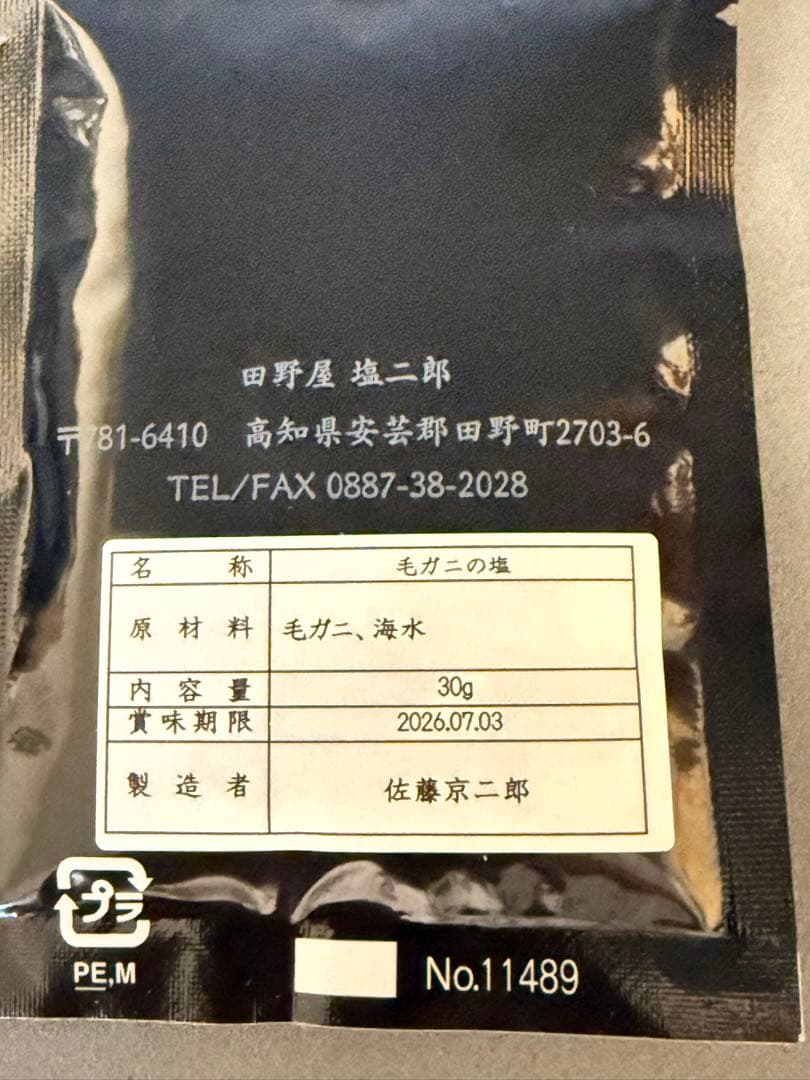 田野屋 塩二郎
〒781-6410 高知県安芸郡田野町2703-6
TEL/FAX 0887-38-2028
名称 毛ガニの塩
原材料 毛ガニ、海水
内容量 30g
賞味期限 2026.07.03
製造者 佐藤京二郎
プラ
PE,M
No.11489